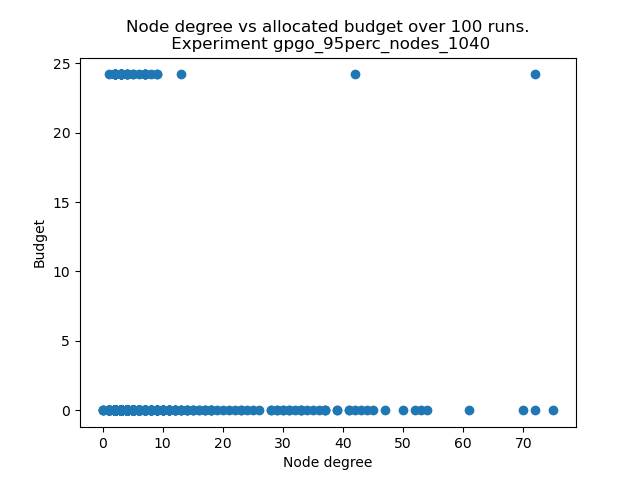 Node degree vs allocated budget over 100 runs.
Experiment gpgo_95perc_nodes_1040
25
20
15
10
5
0
Budget
0 10 20 30 40 50 60 70
Node degree